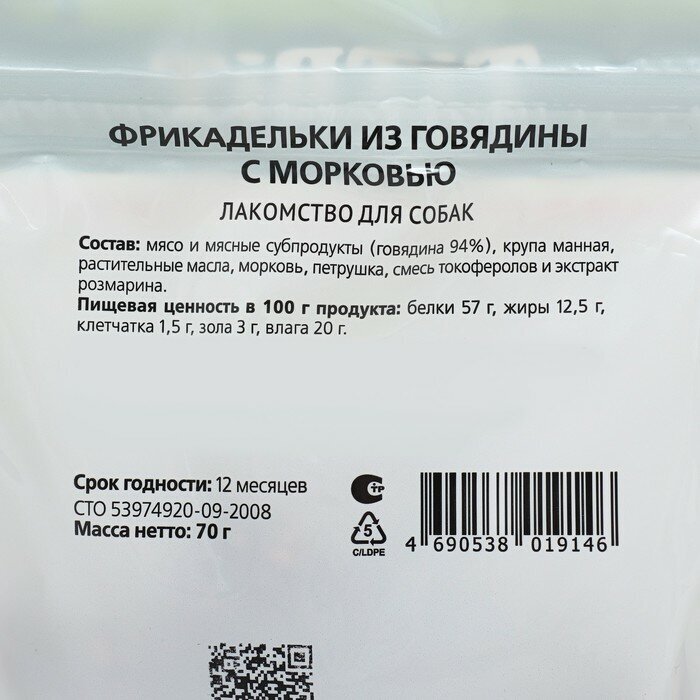 ФРИКАДЕЛЬКИ ИЗ ГОВЯДИНЫ
С МОРКОВЬЮ
ЛАКОМСТВО ДЛЯ СОБАК
Состав: мясо и мясные субпродукты (говядина 94%), крупа манная,
растительные масла, морковь, петрушка, смесь токоферолов и экстракт
розмарина.
Пищевая ценность в 100 г продукта: белки 57 г, жиры 12,5 г,
клетчатка 1,5 г, зола 3 г, влага 20 г.
Срок годности: 12 месяцев
СТО 53974920-09-2008
Масса нетто: 70 г
СТР
5
C/LDPE
4 690538 019146